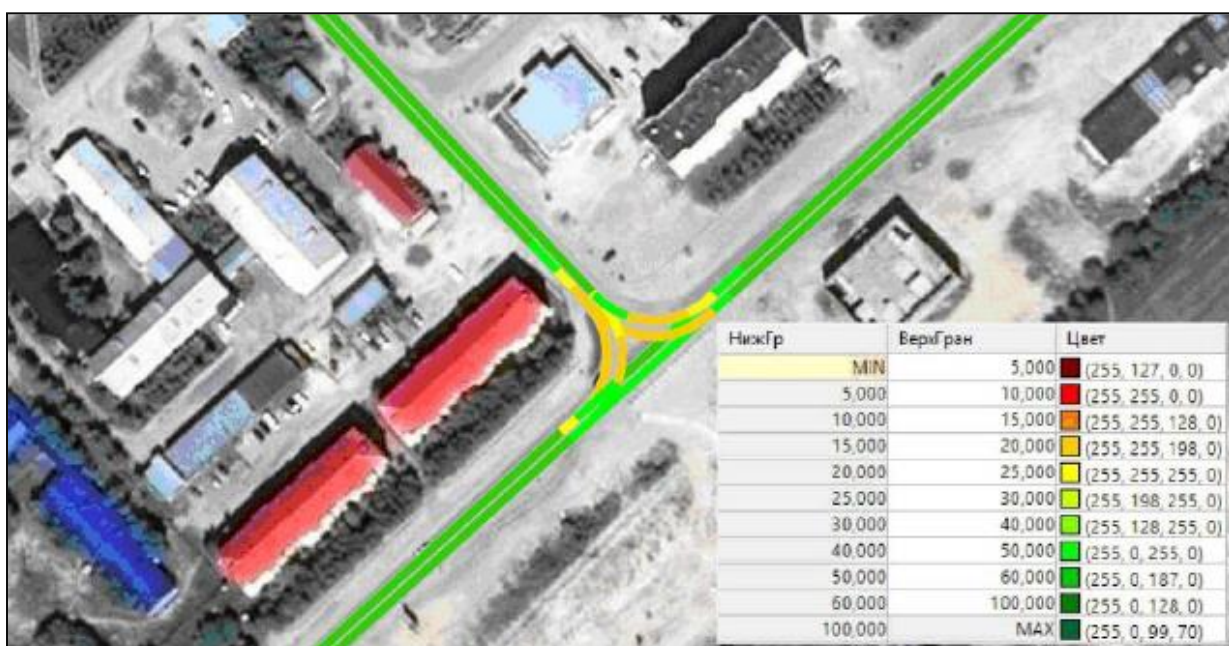 НижГр ВерхГран Цвет
MIN 5,000 (255, 127, 0, 0)
5,000 10,000 (255, 255, 0, 0)
10,000 15,000 (255, 255, 128, 0)
15,000 20,000 (255, 255, 198, 0)
20,000 25,000 (255, 255, 255, 0)
25,000 30,000 (255, 198, 255, 0)
30,000 40,000 (255, 128, 255, 0)
40,000 50,000 (255, 0, 255, 0)
50,000 60,000 (255, 0, 187, 0)
60,000 100,000 (255, 0, 128, 0)
100,000 MAX (255, 0, 99, 70)